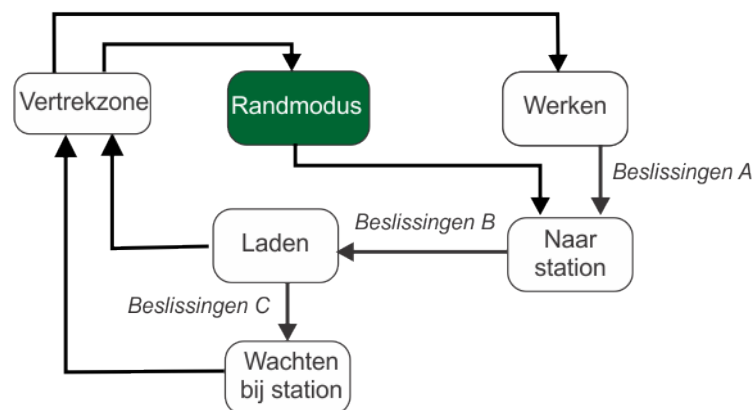 Vertrekzone
Randmodus
Werken
Beslissingen A
Beslissingen B
Laden
Naar
station
Beslissingen C
Wachten
bij station